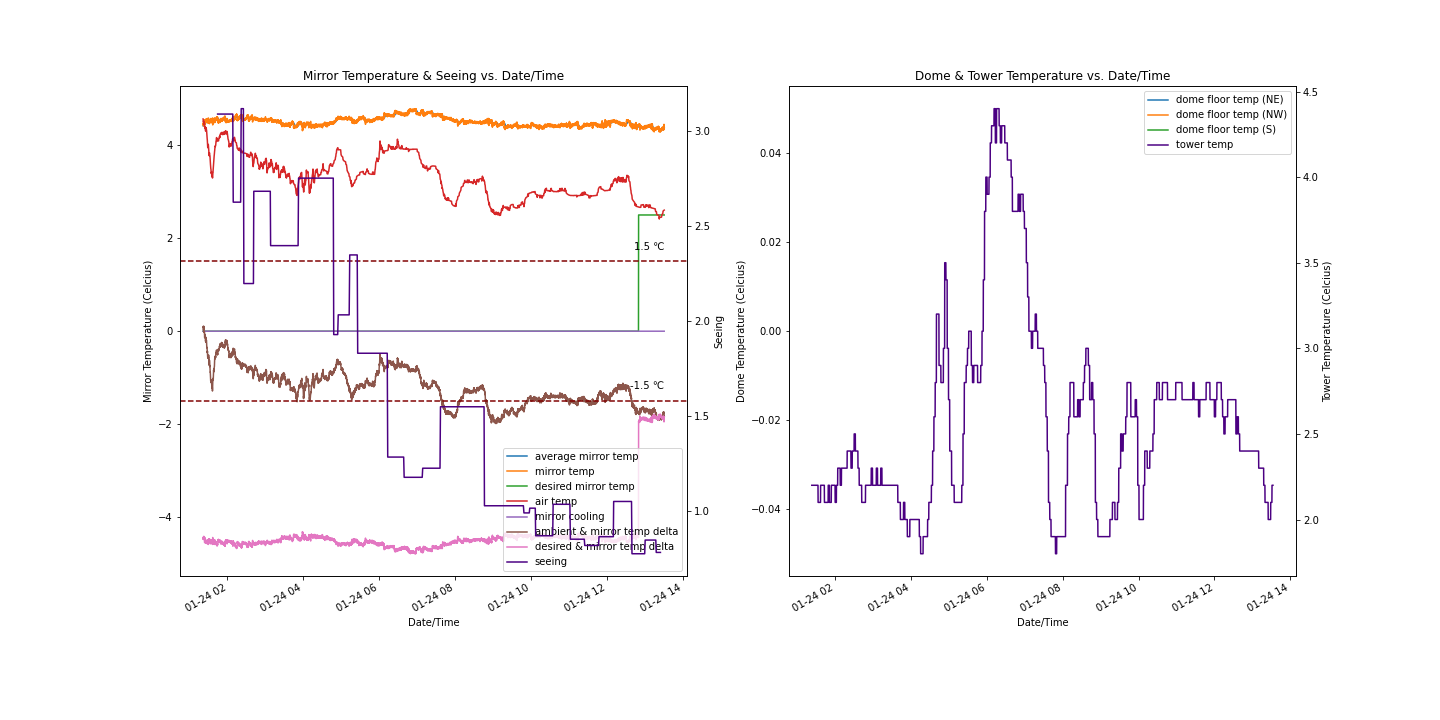 Mirror Temperature & Seeing vs. Date/Time
Mirror Temperature (Celcius)
4
2
0
−2
−4
3.0
2.5
2.0
1.5
1.0
Seeing
1.5 °C
-1.5 °C
average mirror temp
mirror temp
desired mirror temp
air temp
mirror cooling
ambient & mirror temp delta
desired & mirror temp delta
seeing
01-24 02
01-24 04
01-24 06
01-24 08
01-24 10
01-24 12
01-24 14
Date/Time
Dome & Tower Temperature vs. Date/Time
Dome Temperature (Celcius)
0.04
0.02
0.00
−0.02
−0.04
4.5
4.0
3.5
3.0
2.5
2.0
Tower Temperature (Celcius)
dome floor temp (NE)
dome floor temp (NW)
dome floor temp (S)
tower temp
01-24 02
01-24 04
01-24 06
01-24 08
01-24 10
01-24 12
01-24 14
Date/Time